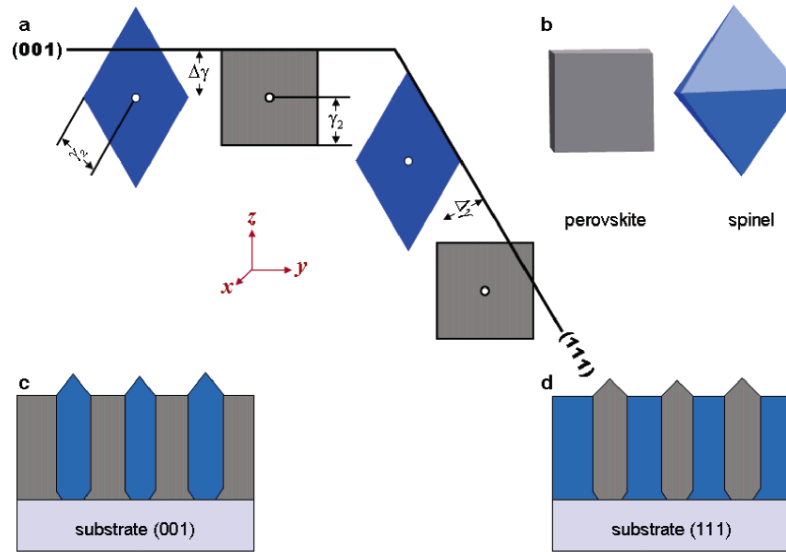 a
b
(001)
Δγ
γ₂
γ₂
Δγ
z
y
x
perovskite
spinel
(111)
c
d
substrate (001)
substrate (111)